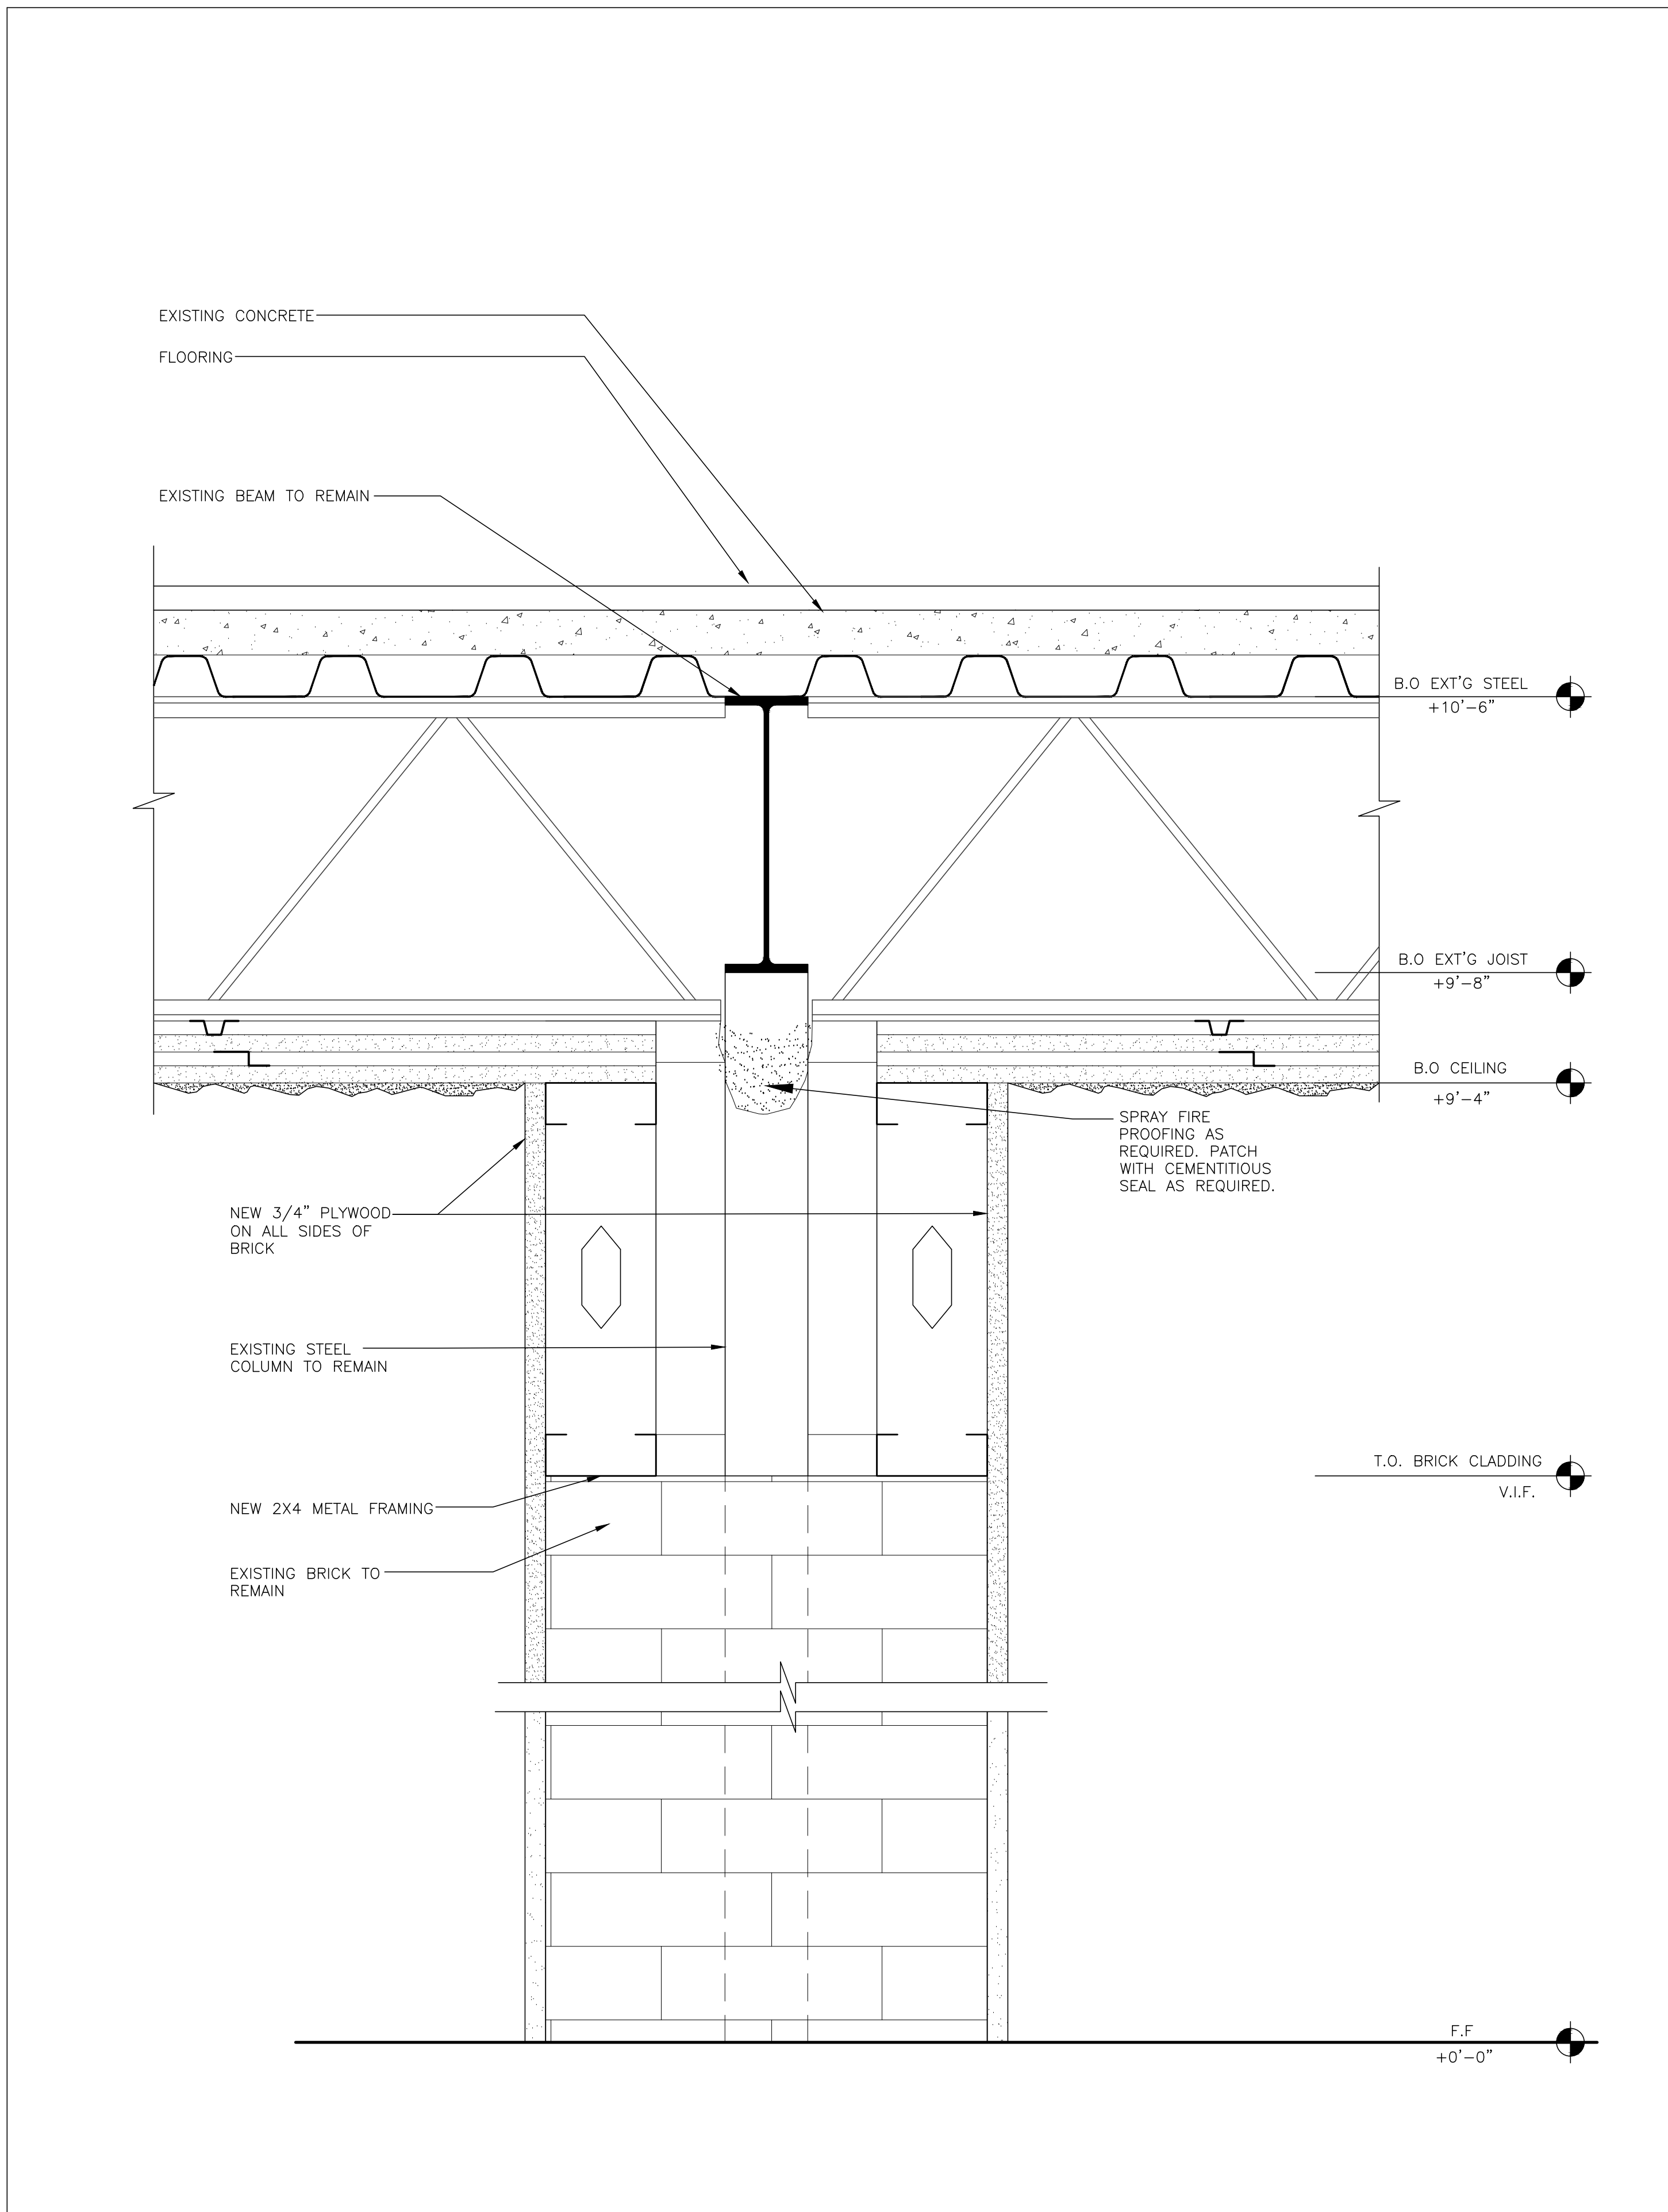 EXISTING CONCRETE
FLOORING
EXISTING BEAM TO REMAIN
B.O EXT'G STEEL
+10'-6"
B.O EXT'G JOIST
+9'-8"
B.O CEILING
+9'-4"
SPRAY FIRE
PROOFING AS
REQUIRED. PATCH
WITH CEMENTITIOUS
SEAL AS REQUIRED.
NEW 3/4" PLYWOOD
ON ALL SIDES OF
BRICK
EXISTING STEEL
COLUMN TO REMAIN
T.O. BRICK CLADDING
V.I.F.
NEW 2X4 METAL FRAMING
EXISTING BRICK TO
REMAIN
F.F
+0'-0"